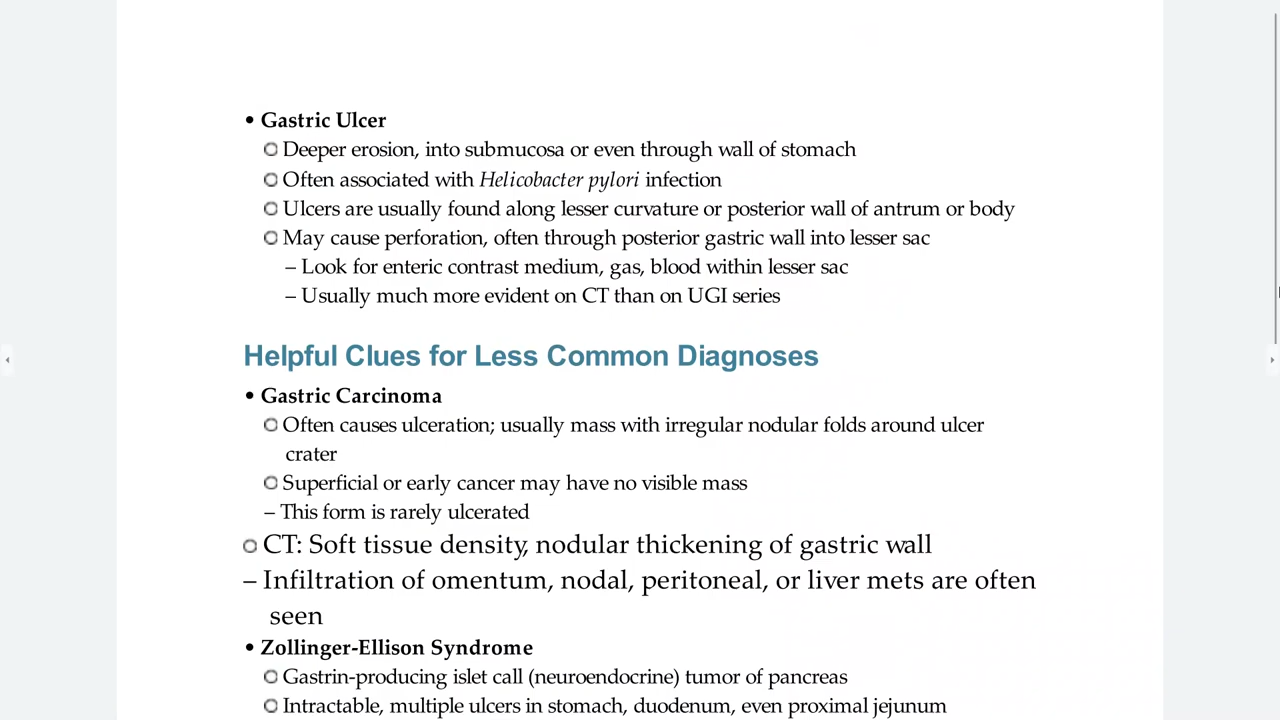 • Gastric Ulcer
○ Deeper erosion, into submucosa or even through wall of stomach
○ Often associated with Helicobacter pylori infection
○ Ulcers are usually found along lesser curvature or posterior wall of antrum or body
○ May cause perforation, often through posterior gastric wall into lesser sac
– Look for enteric contrast medium, gas, blood within lesser sac
– Usually much more evident on CT than on UGI series
Helpful Clues for Less Common Diagnoses
• Gastric Carcinoma
○ Often causes ulceration; usually mass with irregular nodular folds around ulcer
crater
○ Superficial or early cancer may have no visible mass
– This form is rarely ulcerated
○ CT: Soft tissue density, nodular thickening of gastric wall
– Infiltration of omentum, nodal, peritoneal, or liver mets are often
seen
• Zollinger-Ellison Syndrome
○ Gastrin-producing islet call (neuroendocrine) tumor of pancreas
○ Intractable, multiple ulcers in stomach, duodenum, even proximal jejunum